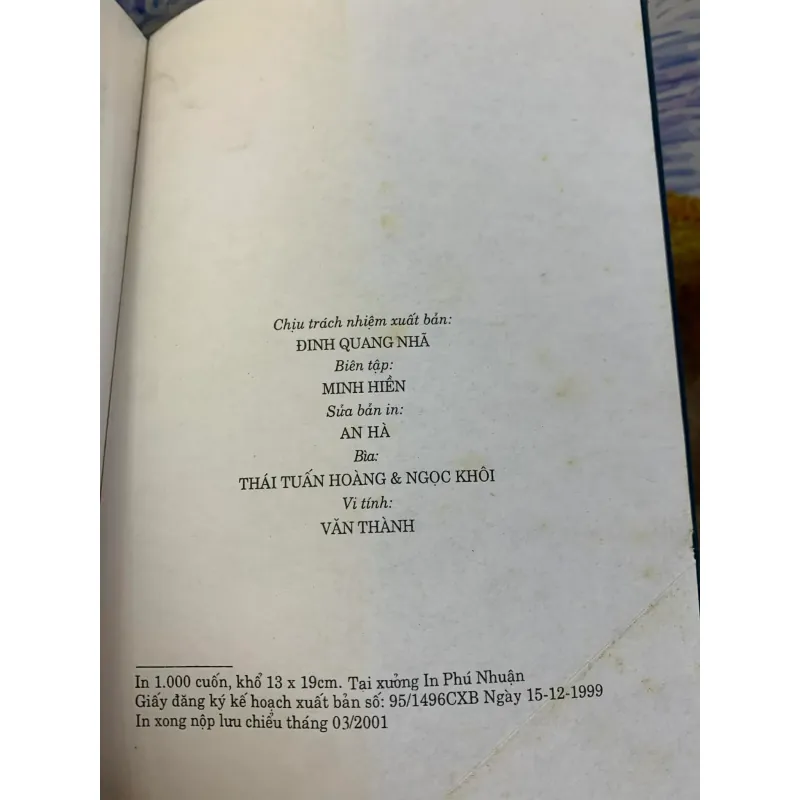 Chịu trách nhiệm xuất bản:
ĐINH QUANG NHÃ
Biên tập:
MINH HIỀN
Sửa bản in:
AN HÀ
Bìa:
THÁI TUẤN HOÀNG & NGỌC KHÔI
Vi tính:
VĂN THÀNH
In 1.000 cuốn, khổ 13 x 19cm. Tại xưởng In Phú Nhuận
Giấy đăng ký kế hoạch xuất bản số: 95/1496CXB Ngày 15-12-1999
In xong nộp lưu chiểu tháng 03/2001